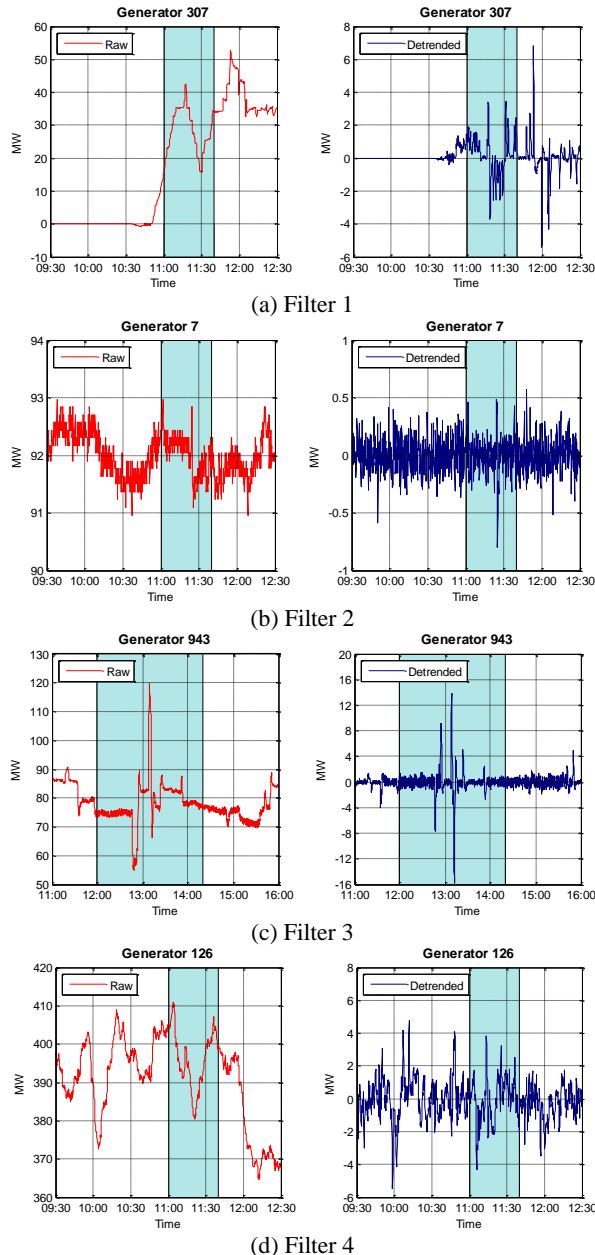 Generator 307
Generator 307
60
50
40
30
20
10
0
-10
MW
Raw
09:30 10:00 10:30 11:00 11:30 12:00 12:30
Time
8
6
4
2
0
-2
-4
-6
MW
Detrended
09:30 10:00 10:30 11:00 11:30 12:00 12:30
Time
(a) Filter 1
Generator 7
Generator 7
94
93
92
91
90
MW
Raw
09:30 10:00 10:30 11:00 11:30 12:00 12:30
Time
1
0.5
0
-0.5
-1
MW
Detrended
09:30 10:00 10:30 11:00 11:30 12:00 12:30
Time
(b) Filter 2
Generator 943
Generator 943
130
120
110
100
90
80
70
60
50
MW
Raw
11:00 12:00 13:00 14:00 15:00 16:00
Time
20
16
12
8
4
0
-4
-8
-12
-16
MW
Detrended
11:00 12:00 13:00 14:00 15:00 16:00
Time
(c) Filter 3
Generator 126
Generator 126
420
410
400
390
380
370
360
MW
Raw
09:30 10:00 10:30 11:00 11:30 12:00 12:30
Time
8
6
4
2
0
-2
-4
-6
MW
Detrended
09:30 10:00 10:30 11:00 11:30 12:00 12:30
Time
(d) Filter 4